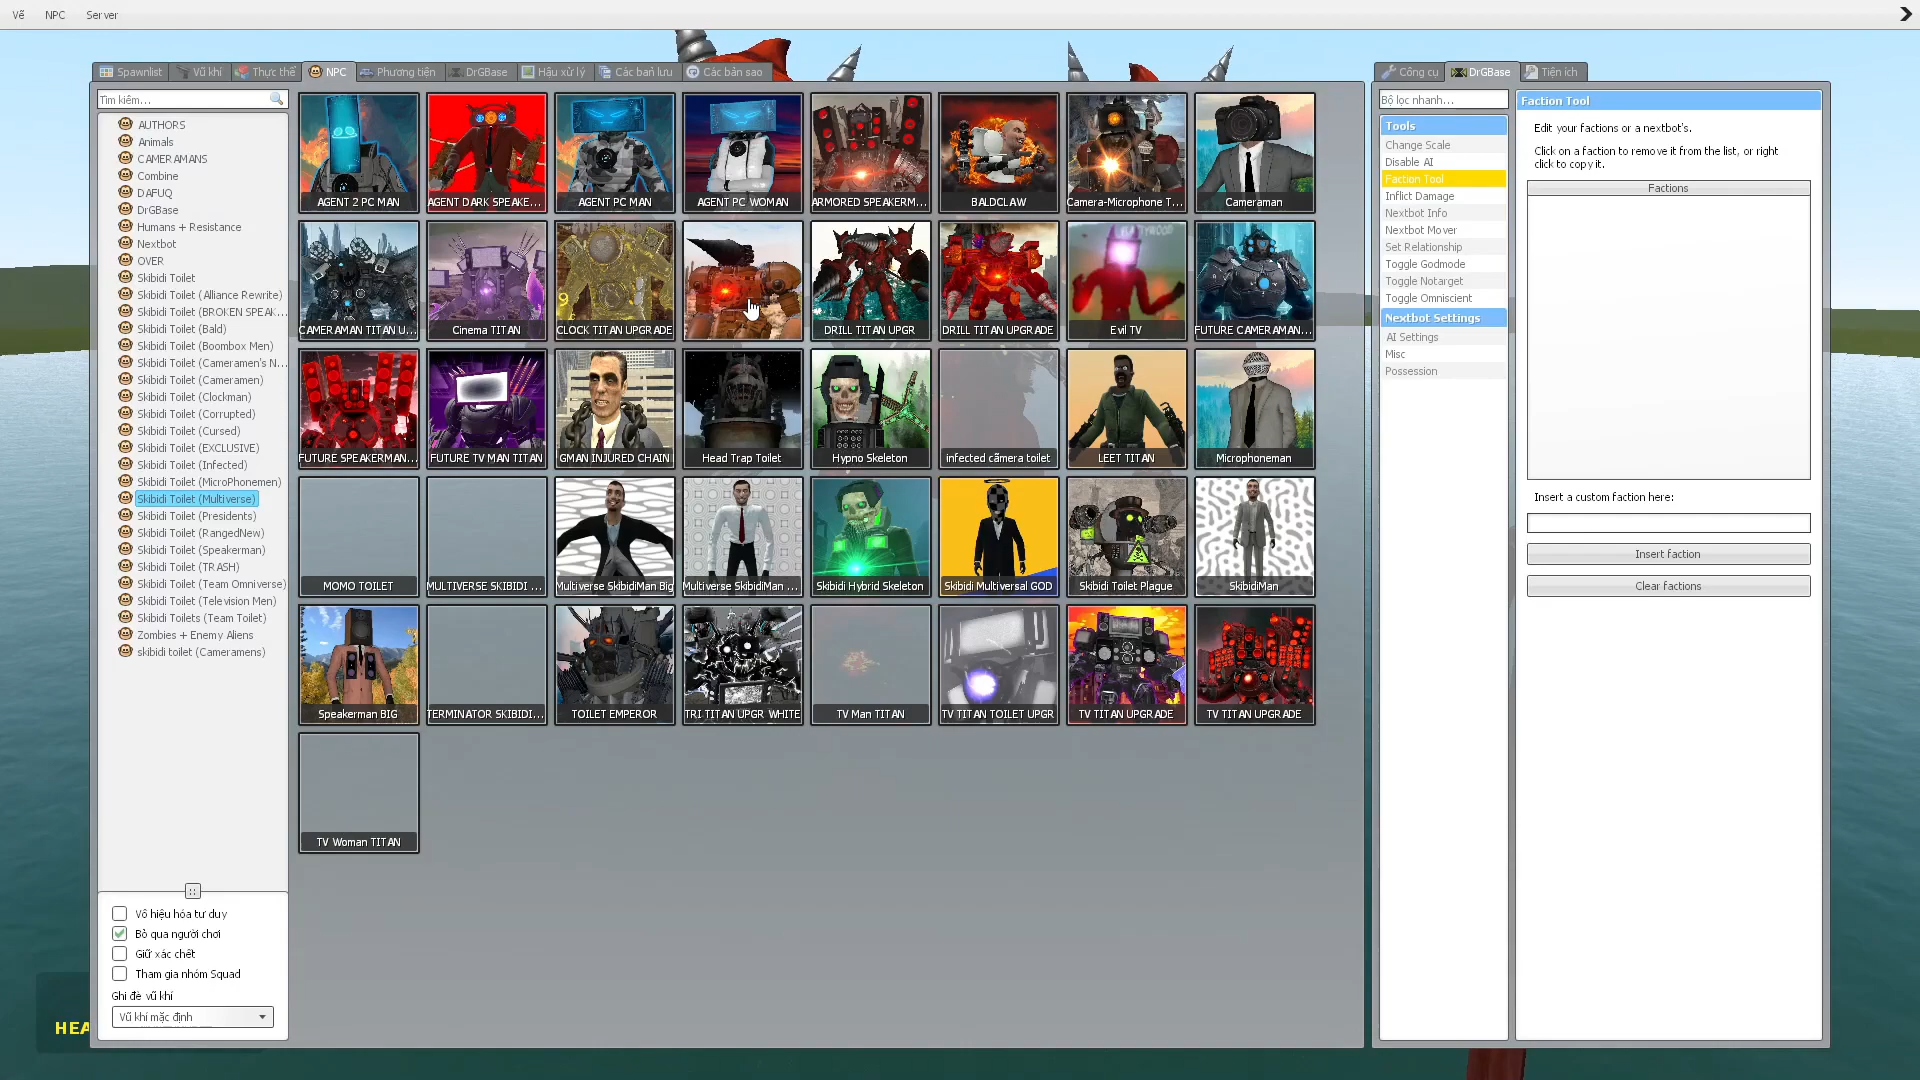 Vẽ NPC Server
Spawnlist Vũ khí Thực thể NPC Phương tiện DrGBase Hậu xử lý Các bản lưu Các bản sao
Công cụ DrGBase Tiện ích
Tìm kiếm...
AUTHORS
Animals
CAMERAMANS
Combine
DAFUQ
DrGBase
Humans + Resistance
Nextbot
OVER
Skibidi Toilet
Skibidi Toilet (Alliance Rewrite)
Skibidi Toilet (BROKEN SPEAK...
Skibidi Toilet (Bald)
Skibidi Toilet (Boombox Men)
Skibidi Toilet (Cameramen's N...
Skibidi Toilet (Cameramen)
Skibidi Toilet (Clockman)
Skibidi Toilet (Corrupted)
Skibidi Toilet (Cursed)
Skibidi Toilet (EXCLUSIVE)
Skibidi Toilet (Infected)
Skibidi Toilet (MicroPhonemen)
Skibidi Toilet (Multiverse)
Skibidi Toilet (Presidents)
Skibidi Toilet (RangedNew)
Skibidi Toilet (Speakerman)
Skibidi Toilet (TRASH)
Skibidi Toilet (Team Omniverse)
Skibidi Toilet (Television Men)
Skibidi Toilets (Team Toilet)
Zombies + Enemy Aliens
skibidi toilet (Cameramens)
Vô hiệu hóa tư duy
Bỏ qua người chơi
Giữ xác chết
Tham gia nhóm Squad
Ghi đè vũ khí
Vũ khí mặc định
HEA
AGENT 2 PC MAN AGENT DARK SPEAKE... AGENT PC MAN AGENT PC WOMAN ARMORED SPEAKERM... BALDCLAW Camera-Microphone T... Cameraman
CAMERAMAN TITAN U... Cinema TITAN CLOCK TITAN UPGRADE DRILL TITAN UPGR DRILL TITAN UPGRADE Evil TV FUTURE CAMERAMAN...
FUTURE SPEAKERMAN... FUTURE TV MAN TITAN GMAN INJURED CHAIN Head Trap Toilet Hypno Skeleton infected cãmera toilet LEET TITAN Microphoneman
MOMO TOILET MULTIVERSE SKIBIDI ... Multiverse SkibidiMan Big Multiverse SkibidiMan ... Skibidi Hybrid Skeleton Skibidi Multiversal GOD Skibidi Toilet Plague SkibidiMan
Speakerman BIG TERMINATOR SKIBIDI... TOILET EMPEROR TRI TITAN UPGR WHITE TV Man TITAN TV TITAN TOILET UPGR TV TITAN UPGRADE TV TITAN UPGRADE
TV Woman TITAN
Bộ lọc nhanh...
Tools
Change Scale
Disable AI
Faction Tool
Inflict Damage
Nextbot Info
Nextbot Mover
Set Relationship
Toggle Godmode
Toggle Notarget
Toggle Omniscient
Nextbot Settings
AI Settings
Misc
Possession
Faction Tool
Edit your factions or a nextbot's.
Click on a faction to remove it from the list, or right
click to copy it.
Factions
Insert a custom faction here:
Insert faction
Clear factions